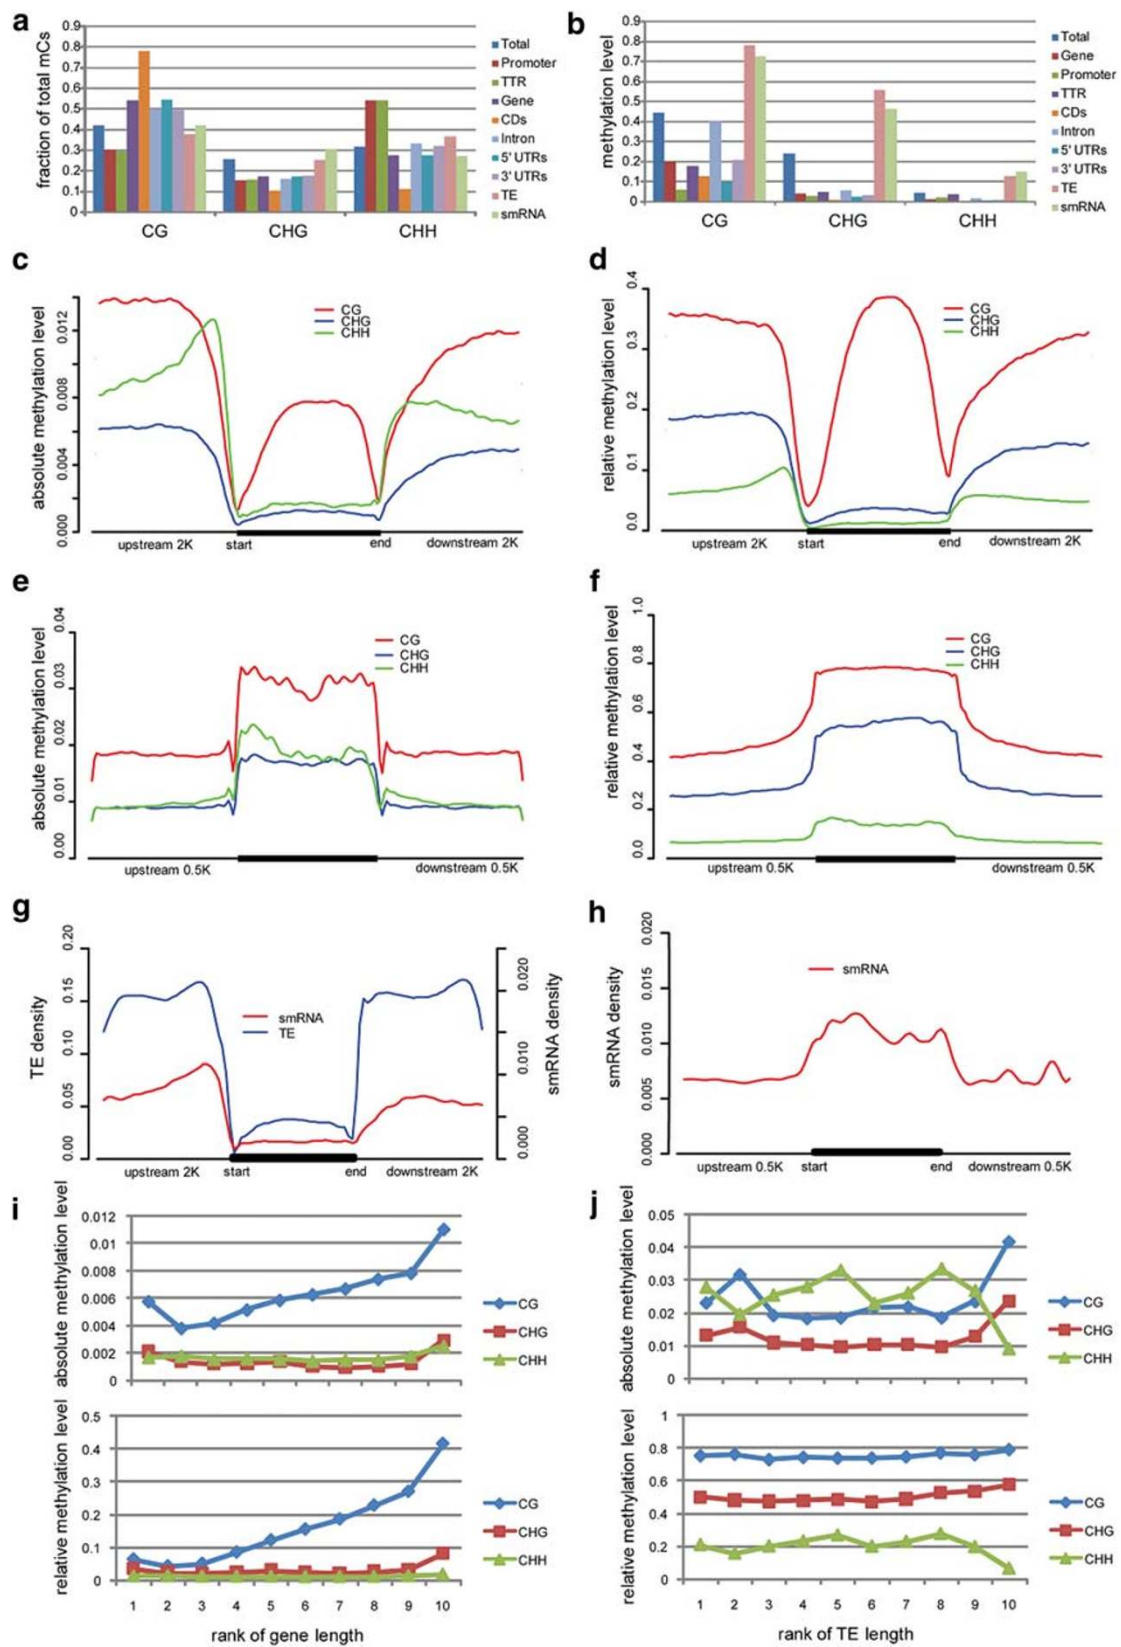 a
fraction of total mCs
0.9
0.8
0.7
0.6
0.5
0.4
0.3
0.2
0.1
0
CG CHG CHH
Total
Promoter
TTR
Gene
CDs
Intron
5' UTRs
3' UTRs
TE
smRNA
b
methylation level
0.9
0.8
0.7
0.6
0.5
0.4
0.3
0.2
0.1
0
CG CHG CHH
Total
Gene
Promoter
TTR
CDs
Intron
5' UTRs
3' UTRs
TE
smRNA
c
absolute methylation level
0.012
0.008
0.004
0.000
CG
CHG
CHH
upstream 2K start end downstream 2K
d
relative methylation level
0.4
0.3
0.2
0.1
0.0
CG
CHG
CHH
upstream 2K start end downstream 2K
e
absolute methylation level
0.04
0.03
0.02
0.01
0.00
CG
CHG
CHH
upstream 0.5K downstream 0.5K
f
relative methylation level
1.0
0.8
0.6
0.4
0.2
0.0
CG
CHG
CHH
upstream 0.5K downstream 0.5K
g
TE density
0.20
0.15
0.10
0.05
0.00
smRNA
TE
0.020
0.010
0.000
smRNA density
upstream 2K start end downstream 2K
h
smRNA density
0.020
0.015
0.010
0.005
0.000
smRNA
upstream 0.5K start end downstream 0.5K
i
absolute methylation level
0.012
0.01
0.008
0.006
0.004
0.002
0
CG
CHG
CHH
relative methylation level
0.5
0.4
0.3
0.2
0.1
0
CG
CHG
CHH
1 2 3 4 5 6 7 8 9 10
rank of gene length
j
absolute methylation level
0.05
0.04
0.03
0.02
0.01
0
CG
CHG
CHH
relative methylation level
1
0.8
0.6
0.4
0.2
0
CG
CHG
CHH
1 2 3 4 5 6 7 8 9 10
rank of TE length